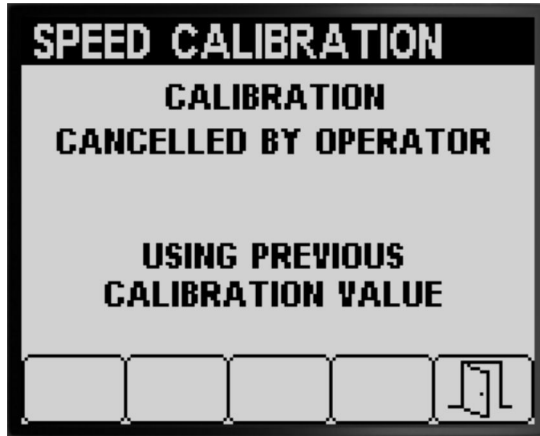 SPEED CALIBRATION
CALIBRATION
CANCELLED BY OPERATOR
USING PREVIOUS
CALIBRATION VALUE